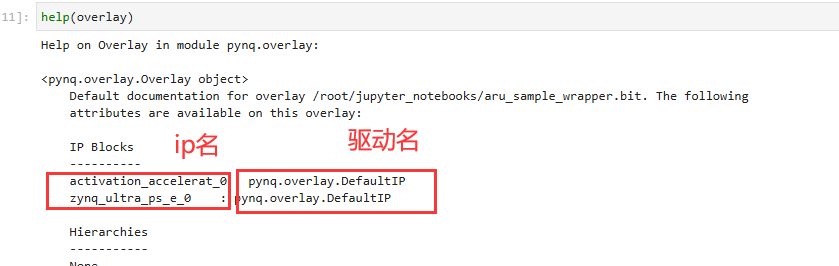 11]: help(overlay)
Help on Overlay in module pynq.overlay:
<pynq.overlay.Overlay object>
Default documentation for overlay /root/jupyter_notebooks/aru_sample_wrapper.bit. The following
attributes are available on this overlay:
ip名 驱动名
IP Blocks
----------
activation_accelerat_0 pynq.overlay.DefaultIP
zynq_ultra_ps_e_0 : pynq.overlay.DefaultIP
Hierarchies
-----------
None